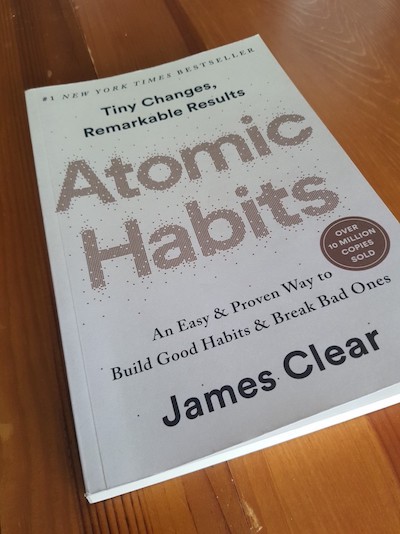 #1 NEW YORK TIMES BESTSELLER
Tiny Changes,
Remarkable Results
Atomic
Habits
OVER
10 MILLION
COPIES
SOLD
An Easy & Proven Way to
Build Good Habits & Break Bad Ones
James Clear